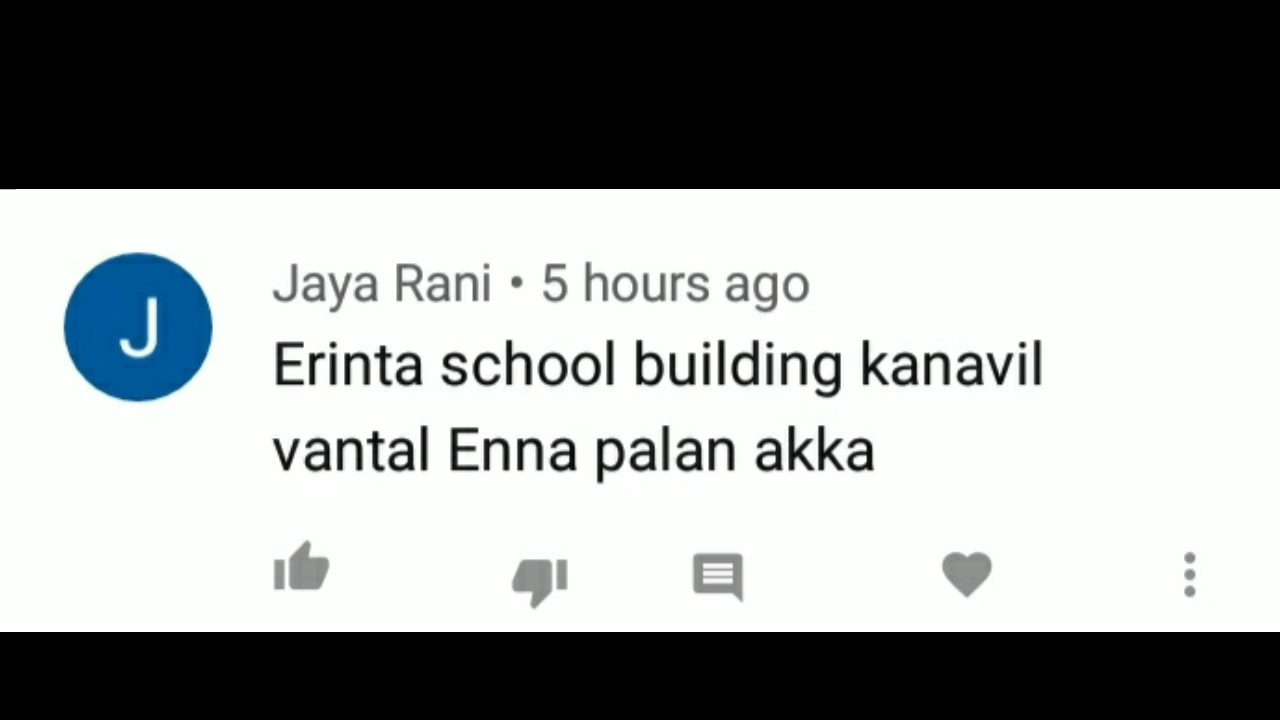 J
Jaya Rani • 5 hours ago
Erinta school building kanavil
vantal Enna palan akka